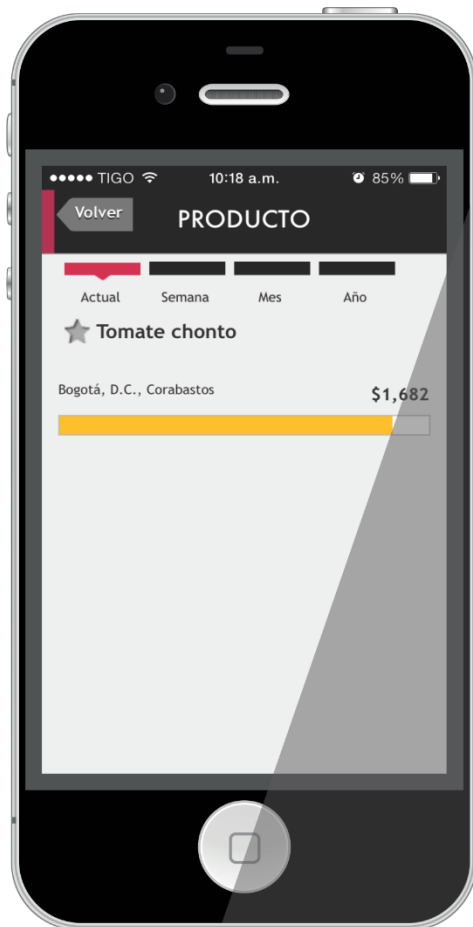 ●●●●● TIGO 10:18 a.m. 85%
Volver
PRODUCTO
Actual Semana Mes Año
Tomate chonto
Bogotá, D.C., Corabastos $1,682